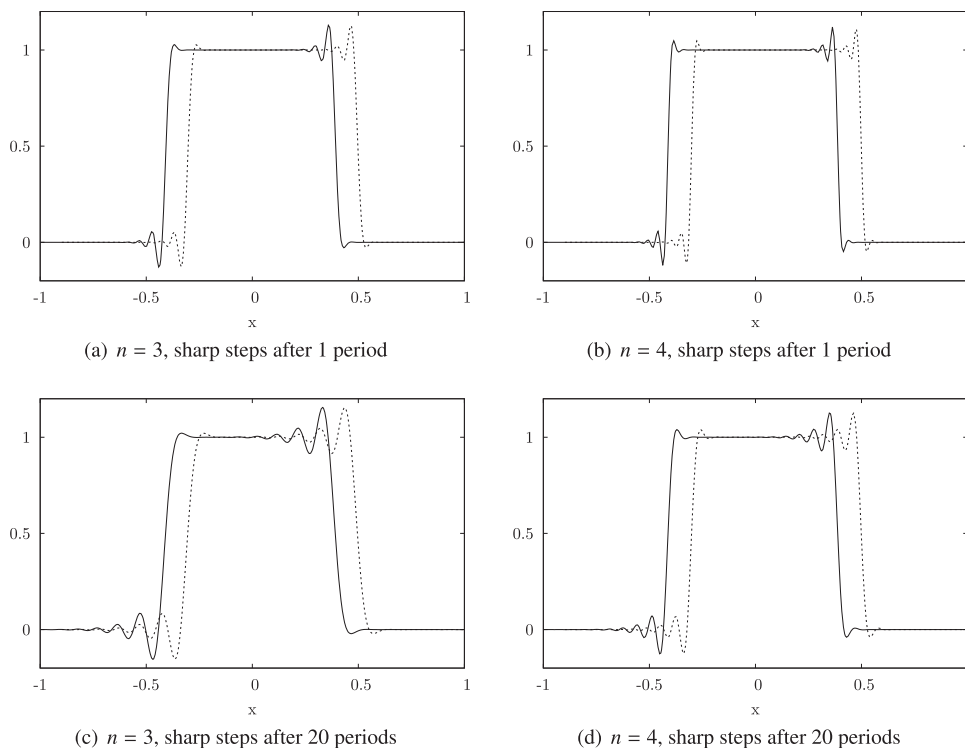 1
0.5
0
-1 -0.5 0 0.5 1
x
(a) n = 3, sharp steps after 1 period
1
0.5
0
-1 -0.5 0 0.5
x
(b) n = 4, sharp steps after 1 period
1
0.5
0
-1 -0.5 0 0.5 1
x
(c) n = 3, sharp steps after 20 periods
1
0.5
0
-1 -0.5 0 0.5
x
(d) n = 4, sharp steps after 20 periods